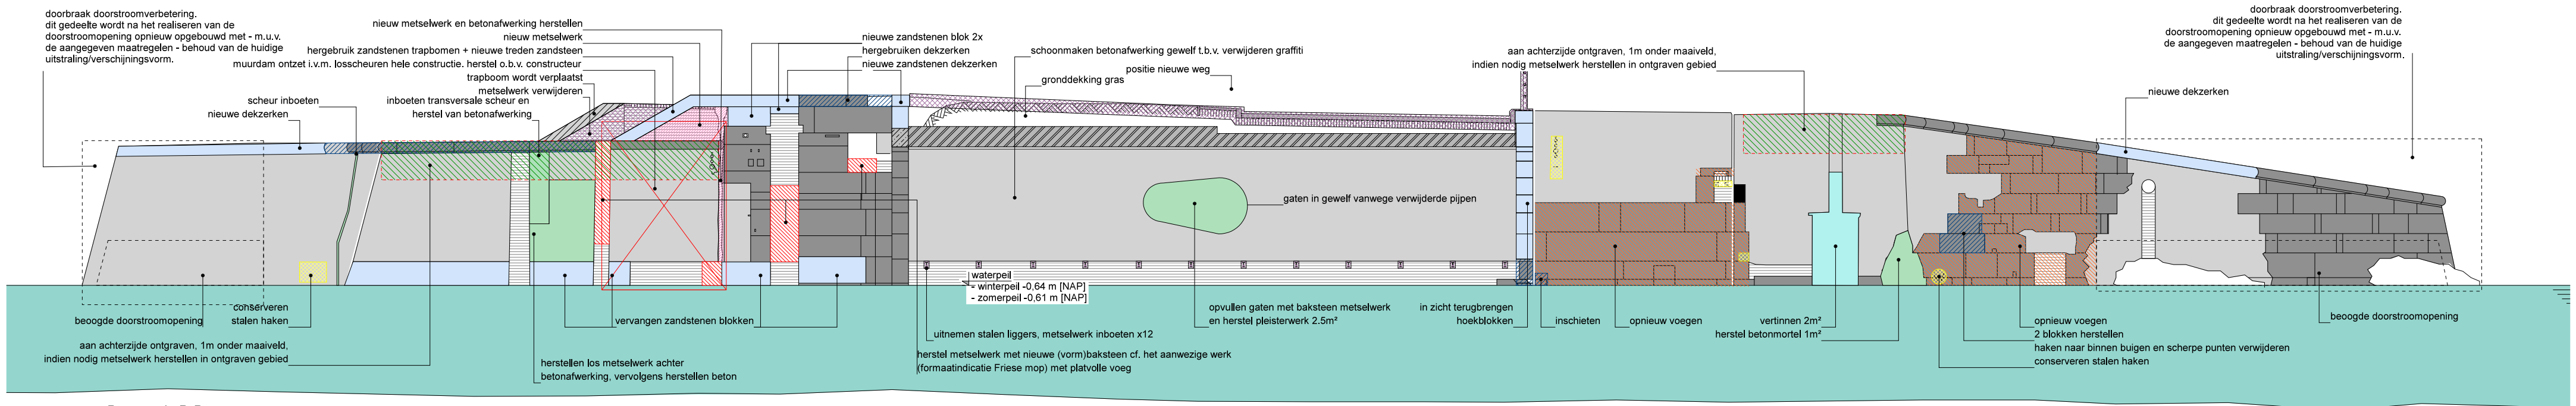 doorbraak doorstroomverbetering.
dit gedeelte wordt na het realiseren van de
doorstroomopening opnieuw opgebouwd met - m.u.v.
de aangegeven maatregelen - behoud van de huidige
uitstraling/verschijningsvorm.
scheur inboeten
nieuwe dekzerken
nieuw metselwerk en betonafwerking herstellen
nieuw metselwerk
hergebruik zandstenen trapbomen + nieuwe treden zandsteen
muurdam ontzet i.v.m. losscheuren hele constructie. herstel o.b.v. constructeur
trapboom wordt verplaatst
metselwerk verwijderen
inboeten transversale scheur en
herstel van betonafwerking
nieuwe zandstenen blok 2x
hergebruiken dekzerken
nieuwe zandstenen dekzerken
schoonmaken betonafwerking gewelf t.b.v. verwijderen graffiti
positie nieuwe weg
gronddekking gras
aan achterzijde ontgraven, 1m onder maaiveld,
indien nodig metselwerk herstellen in ontgraven gebied
doorbraak doorstroomverbetering.
dit gedeelte wordt na het realiseren van de
doorstroomopening opnieuw opgebouwd met - m.u.v.
de aangegeven maatregelen - behoud van de huidige
uitstraling/verschijningsvorm.
nieuwe dekzerken
gaten in gewelf vanwege verwijderde pijpen
waterpeil
- winterpeil -0,64 m [NAP]
- zomerpeil -0,61 m [NAP]
beoogde doorstroomopening
conserveren
stalen haken
aan achterzijde ontgraven, 1m onder maaiveld,
indien nodig metselwerk herstellen in ontgraven gebied
herstellen los metselwerk achter
betonafwerking, vervolgens herstellen beton
vervangen zandstenen blokken
uitnemen stalen liggers, metselwerk inboeten x12
herstel metselwerk met nieuwe (vorm)baksteen cf. het aanwezige werk
(formaatindicatie Friese mop) met platvolle voeg
opvullen gaten met baksteen metselwerk
en herstel pleisterwerk 2.5m²
in zicht terugbrengen
hoekblokken
inschieten
opnieuw voegen
vertinnen 2m²
herstel betonmortel 1m²
opnieuw voegen
2 blokken herstellen
haken naar binnen buigen en scherpe punten verwijderen
conserveren stalen haken
beoogde doorstroomopening